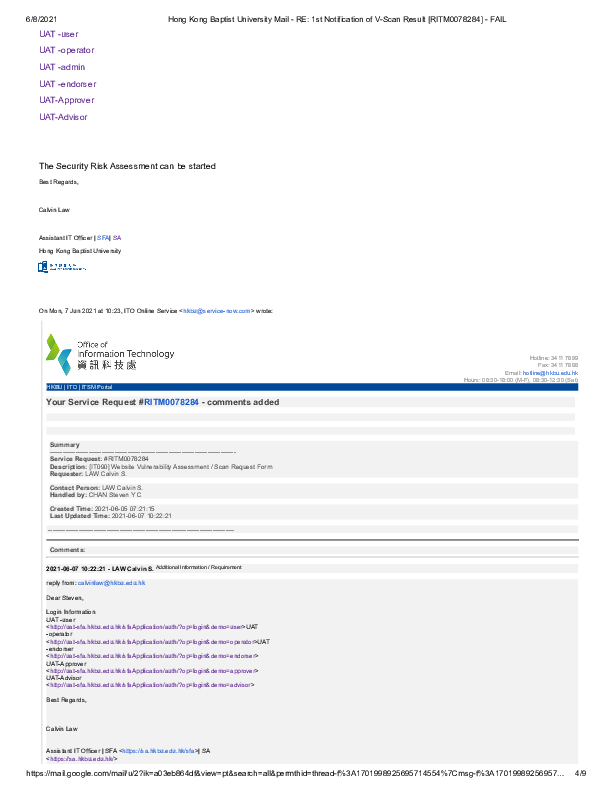 6/8/2021 Hong Kong Baptist University Mail - RE: 1st Notification of V-Scan Result [RITM0078284] - FAIL
UAT -user
UAT -operator
UAT -admin
UAT -endorser
UAT-Approver
UAT-Advisor
The Security Risk Assessment can be started
Best Regards,
Calvin Law
Assistant IT Officer | SFA| SA
Hong Kong Baptist University
On Mon, 7 Jun 2021 at 10:23, ITO Online Service <hkbu@service-now.com> wrote:
Office of
Information Technology
資訊科技處
Hotline: 3411 7899
Fax: 3411 7888
Email: hotline@hkbu.edu.hk
Hours: 08:30-18:00 (M-F), 08:30-12:30 (Sat)
HKBU | ITO | ITSM Portal
Your Service Request #RITM0078284 - comments added
Summary
Service Request: #RITM0078284
Description: [IT090] Website Vulnerability Assessment / Scan Request Form
Requester: LAW Calvin S.
Contact Person: LAW Calvin S.
Handled by: CHAN Steven Y C
Created Time: 2021-06-05 07:21:15
Last Updated Time: 2021-06-07 10:22:21
Comments:
2021-06-07 10:22:21 - LAW Calvin S. Additional Information / Requirement
reply from: calvinlaw@hkbu.edu.hk
Dear Steven,
Login Information
UAT -user
<http://uat-sfa.hkbu.edu.hk/sfaApplication/auth/?op=login&demo=user>UAT
-operator
<http://uat-sfa.hkbu.edu.hk/sfaApplication/auth/?op=login&demo=operator>UAT
-endorser
<http://uat-sfa.hkbu.edu.hk/sfaApplication/auth/?op=login&demo=endorser>
UAT-Approver
<http://uat-sfa.hkbu.edu.hk/sfaApplication/auth/?op=login&demo=approver>
UAT-Advisor
<http://uat-sfa.hkbu.edu.hk/sfaApplication/auth/?op=login&demo=advisor>
Best Regards,
Calvin Law
Assistant IT Officer | SFA <https://sa.hkbu.edu.hk/sfa>| SA
<https://sa.hkbu.edu.hk/>
https://mail.google.com/mail/u/2?ik=a03eb864df&view=pt&search=all&permthid=thread-f%3A1701998925695714554%7Cmsg-f%3A17019989256957… 4/9